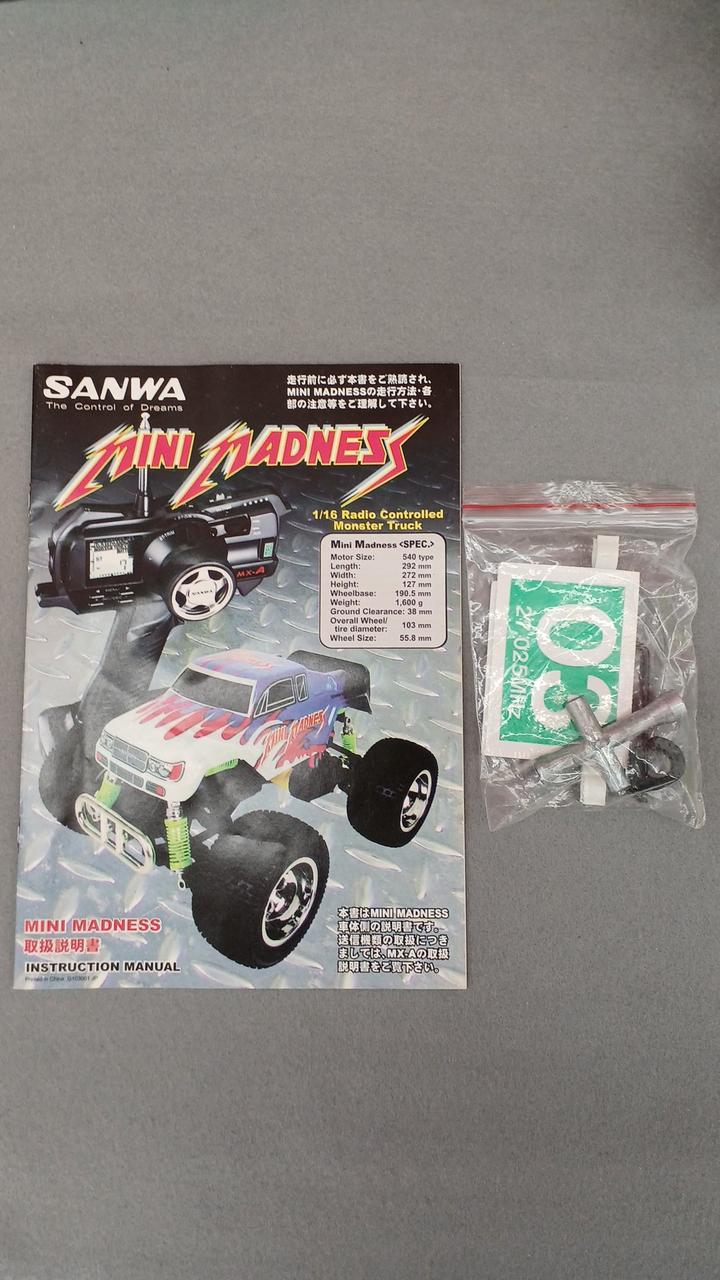 SANWA
The Control of Dreams
走行前に必ず本書をご熟読され、
MINI MADNESSの走行方法・各
部の注意等をご理解して下さい。
MINI MADNESS
1/16 Radio Controlled
Monster Truck
Mini Madness <SPEC.>
Motor Size: 540 type
Length: 292 mm
Width: 272 mm
Height: 127 mm
Wheelbase: 190.5 mm
Weight: 1,600 g
Ground Clearance: 38 mm
Overall Wheel/
tire diameter: 103 mm
Wheel Size: 55.8 mm
MX-A
SANWA
MINI MADNESS
本書はMINI MADNESS
車体側の説明書です。
送信機類の取扱につき
ましては、MX-Aの取扱
説明書をご覧下さい。
MINI MADNESS
取扱説明書
INSTRUCTION MANUAL
Printed in China
03
27.025MHz